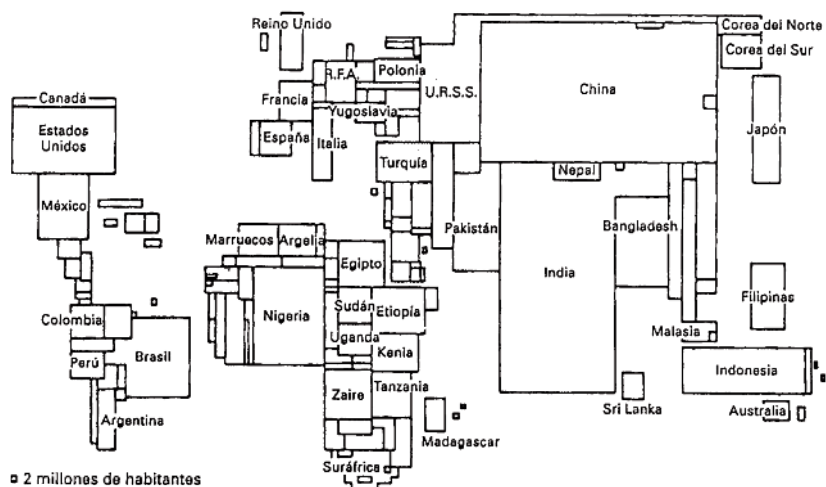 Reino Unido
Corea del Norte
Corea del Sur
R.F.A.
Polonia
U.R.S.S.
China
Canadá
Francia
Yugoslavia
Estados
Unidos
España
Italia
Japón
Turquía
Nepal
México
Pakistán
Bangladesh
Marruecos
Argelia
Egipto
India
Nigeria
Sudán
Etiopía
Filipinas
Colombia
Uganda
Malasia
Brasil
Kenia
Perú
Indonesia
Zaire
Tanzania
Sri Lanka
Australia
Argentina
Madagascar
Suráfrica
2 millones de habitantes